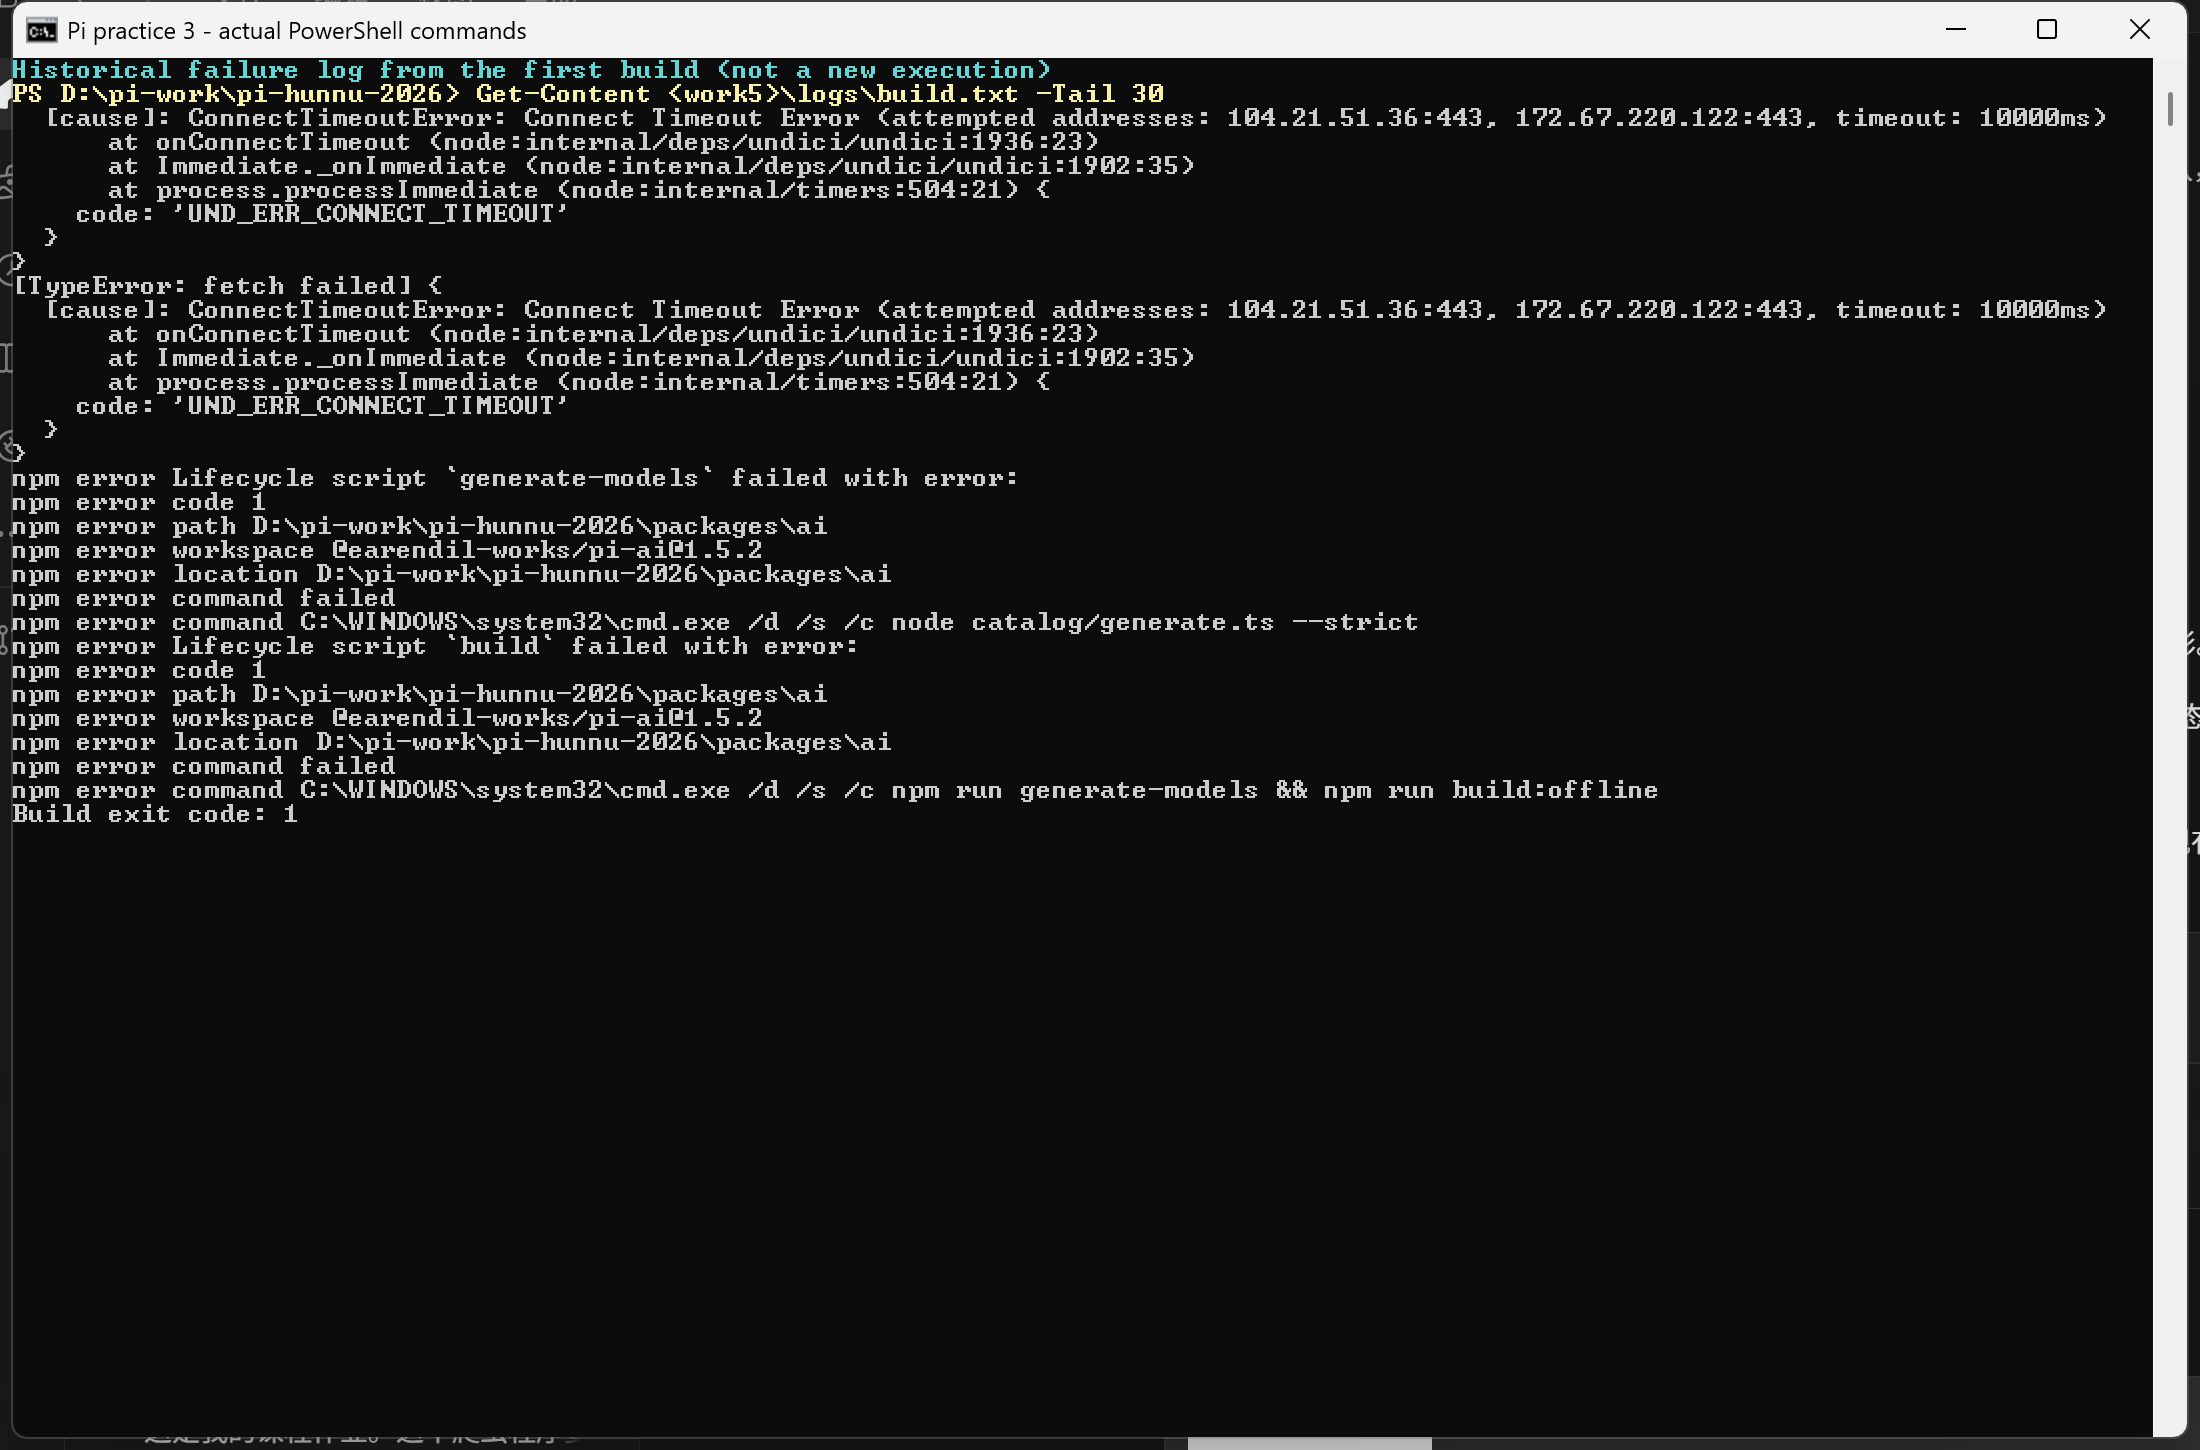 Pi practice 3 - actual PowerShell commands
Historical failure log from the first build (not a new execution)
PS D:\pi-work\pi-hunnu-2026> Get-Content <work5>\logs\build.txt -Tail 30
  [cause]: ConnectTimeoutError: Connect Timeout Error (attempted addresses: 104.21.51.36:443, 172.67.220.122:443, timeout: 10000ms)
      at onConnectTimeout (node:internal/deps/undici/undici:1936:23)
      at Immediate._onImmediate (node:internal/deps/undici/undici:1902:35)
      at process.processImmediate (node:internal/timers:504:21) {
    code: 'UND_ERR_CONNECT_TIMEOUT'
  }
}
[TypeError: fetch failed] {
  [cause]: ConnectTimeoutError: Connect Timeout Error (attempted addresses: 104.21.51.36:443, 172.67.220.122:443, timeout: 10000ms)
      at onConnectTimeout (node:internal/deps/undici/undici:1936:23)
      at Immediate._onImmediate (node:internal/deps/undici/undici:1902:35)
      at process.processImmediate (node:internal/timers:504:21) {
    code: 'UND_ERR_CONNECT_TIMEOUT'
  }
}
npm error Lifecycle script `generate-models` failed with error:
npm error code 1
npm error path D:\pi-work\pi-hunnu-2026\packages\ai
npm error workspace @earendil-works/pi-ai@1.5.2
npm error location D:\pi-work\pi-hunnu-2026\packages\ai
npm error command failed
npm error command C:\WINDOWS\system32\cmd.exe /d /s /c node catalog/generate.ts --strict
npm error Lifecycle script `build` failed with error:
npm error code 1
npm error path D:\pi-work\pi-hunnu-2026\packages\ai
npm error workspace @earendil-works/pi-ai@1.5.2
npm error location D:\pi-work\pi-hunnu-2026\packages\ai
npm error command failed
npm error command C:\WINDOWS\system32\cmd.exe /d /s /c npm run generate-models && npm run build:offline
Build exit code: 1